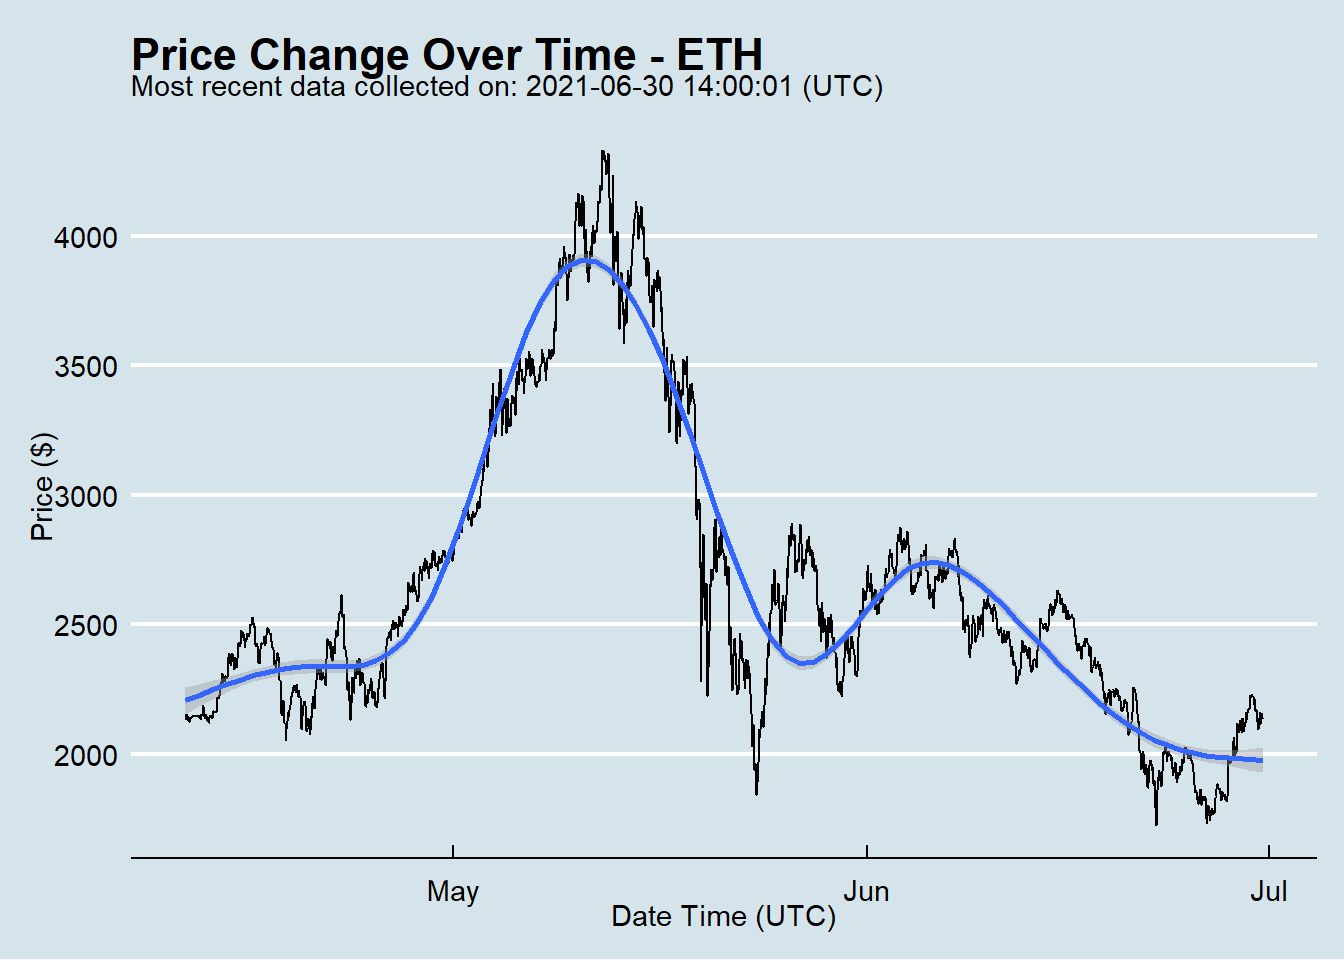 Price Change Over Time - ETH
Most recent data collected on: 2021-06-30 14:00:01 (UTC)
Price ($)
4000
3500
3000
2500
2000
May
Jun
Jul
Date Time (UTC)